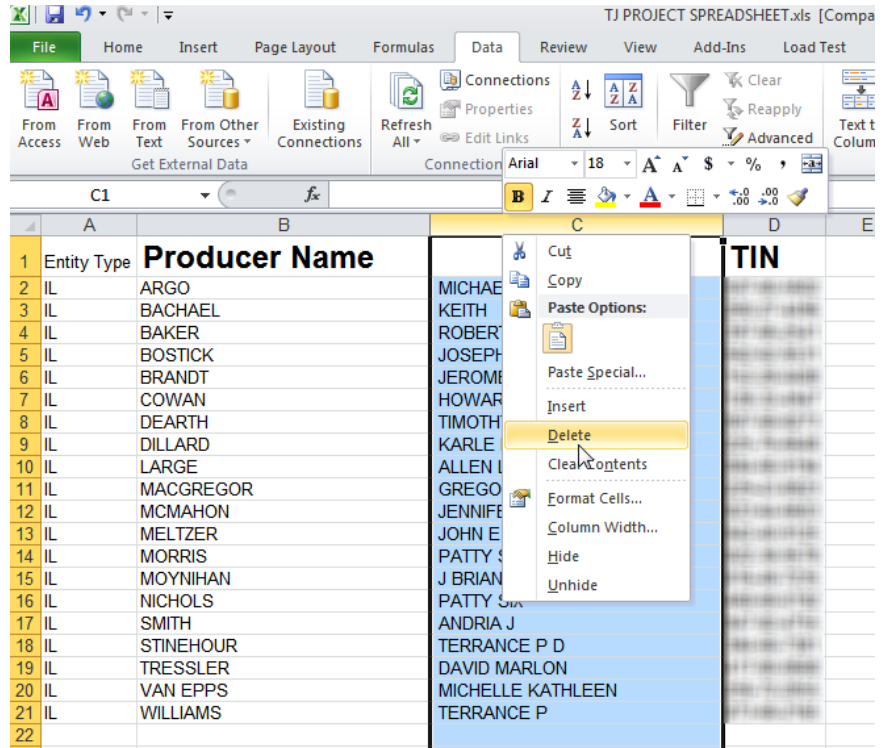 TJ PROJECT SPREADSHEET.xls [Compa
File Home Insert Page Layout Formulas Data Review View Add-Ins Load Test
Connections Clear
Properties Reapply
From From From From Other Existing Refresh Edit Links Sort Filter Advanced Text t
Access Web Text Sources Connections All Colum
Get External Data Connection
Arial 18 A A $ % ,
B I A .00 .00
C1 fx
A B C D E
1 Entity Type Producer Name TIN
2 IL ARGO MICHAE
3 IL BACHAEL KEITH
4 IL BAKER ROBERT
5 IL BOSTICK JOSEPH
6 IL BRANDT JEROME
7 IL COWAN HOWAR
8 IL DEARTH TIMOTH
9 IL DILLARD KARLE
10 IL LARGE ALLEN L
11 IL MACGREGOR GREGO
12 IL MCMAHON JENNIFE
13 IL MELTZER JOHN E
14 IL MORRIS PATTY S
15 IL MOYNIHAN J BRIAN
16 IL NICHOLS PATTY SIX
17 IL SMITH ANDRIA J
18 IL STINEHOUR TERRANCE P D
19 IL TRESSLER DAVID MARLON
20 IL VAN EPPS MICHELLE KATHLEEN
21 IL WILLIAMS TERRANCE P
22
Cut
Copy
Paste Options:
Paste Special...
Insert
Delete
Clear Contents
Format Cells...
Column Width...
Hide
Unhide